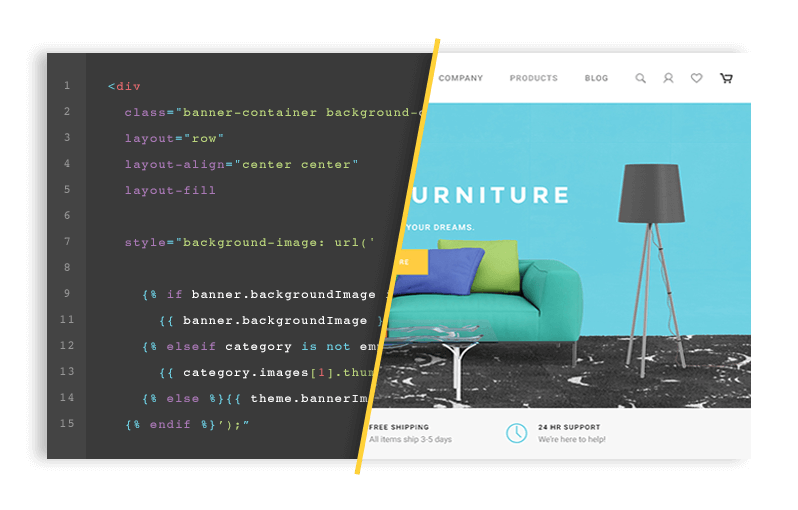 1 <div
2 class="banner-container background-
3 layout="row"
4 layout-align="center center"
5 layout-fill
6
7 style="background-image: url('
8
9 {% if banner.backgroundImage
11 {{ banner.backgroundImage }
12 {% elseif category is not em
13 {{ category.images[1].thum
14 {% else %}{{ theme.bannerIm
15 {% endif %}');"
COMPANY PRODUCTS BLOG
URNITURE
YOUR DREAMS.
RE
FREE SHIPPING
All items ship 3-5 days
24 HR SUPPORT
We're here to help!